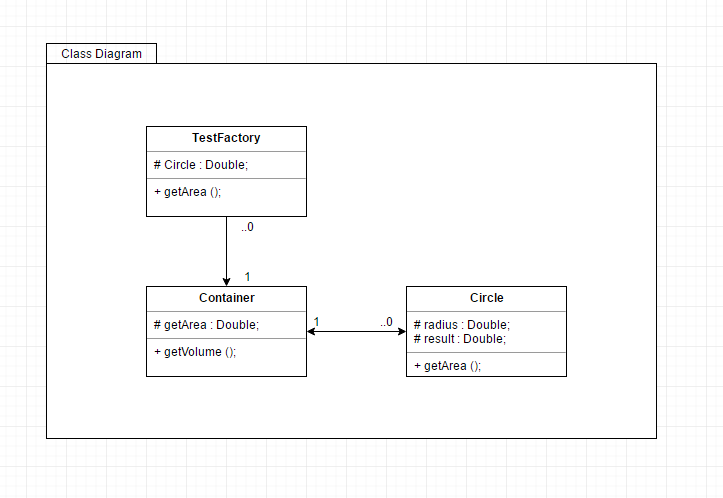 Class Diagram
TestFactory
# Circle : Double;
+ getArea ();
..0
1
Container
# getArea : Double;
+ getVolume ();
1
..0
Circle
# radius : Double;
# result : Double;
+ getArea ();